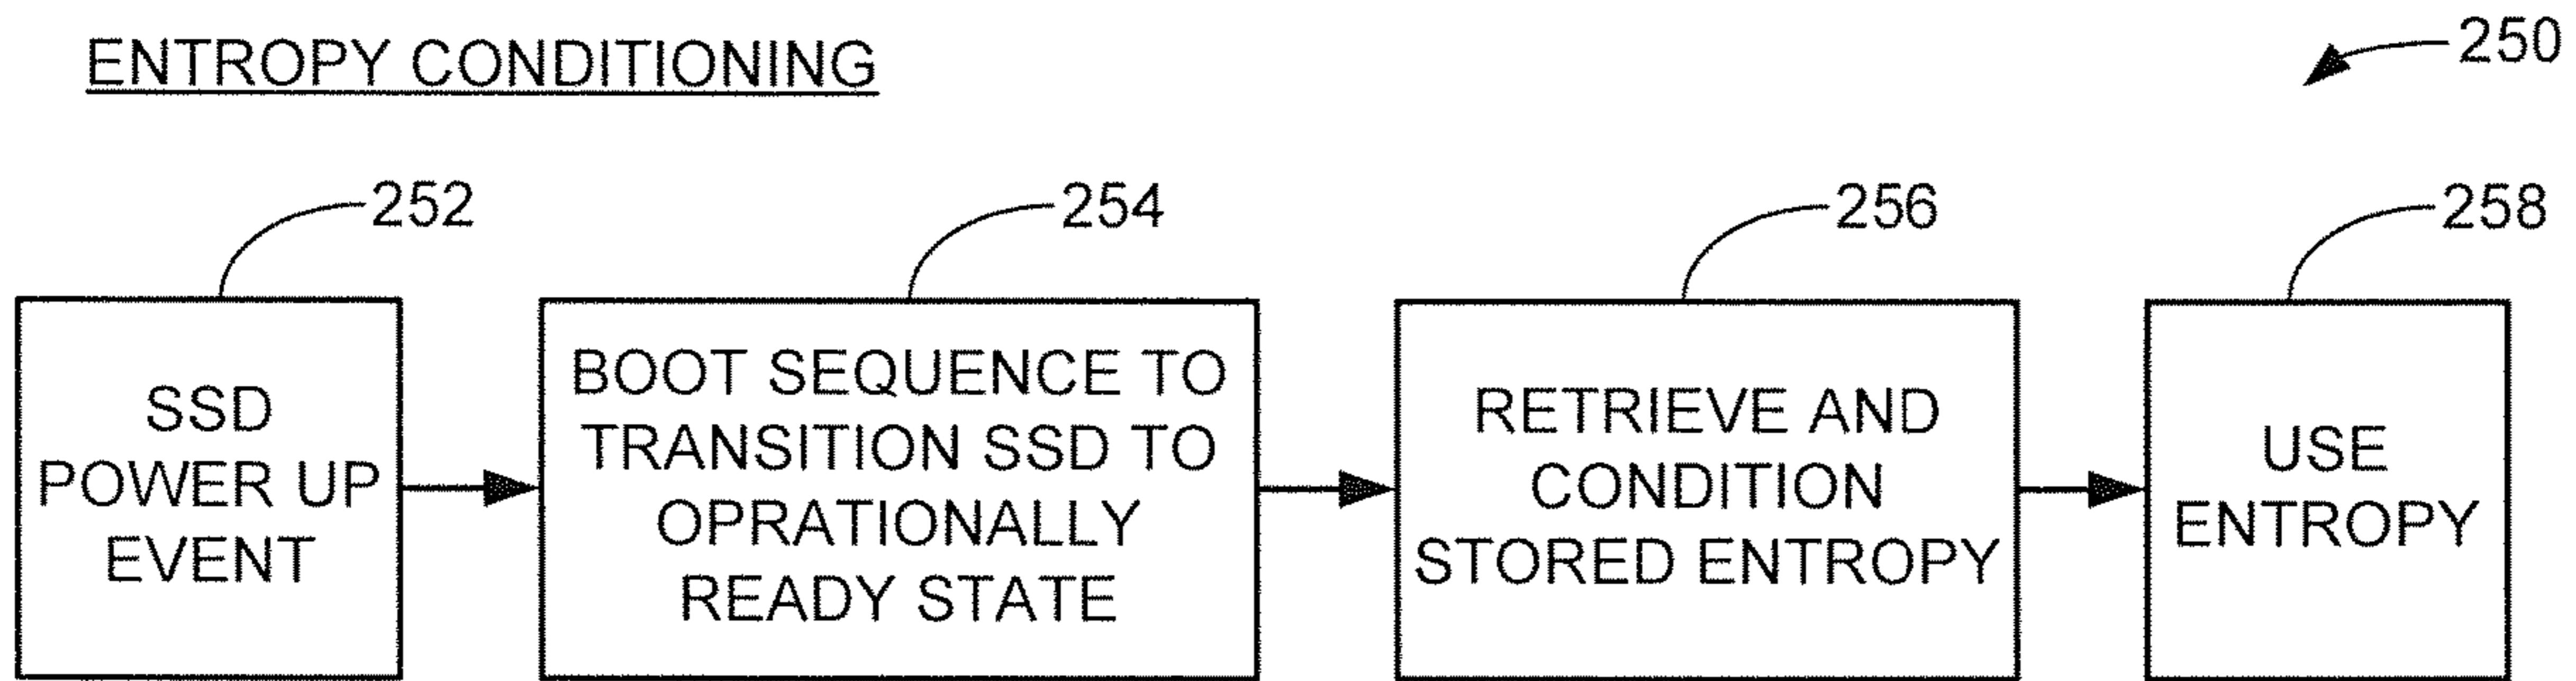 ENTROPY CONDITIONING
250
252
254
256
258
SSD
POWER UP
EVENT
BOOT SEQUENCE TO
TRANSITION SSD TO
OPRATIONALLY
READY STATE
RETRIEVE AND
CONDITION
STORED ENTROPY
USE
ENTROPY